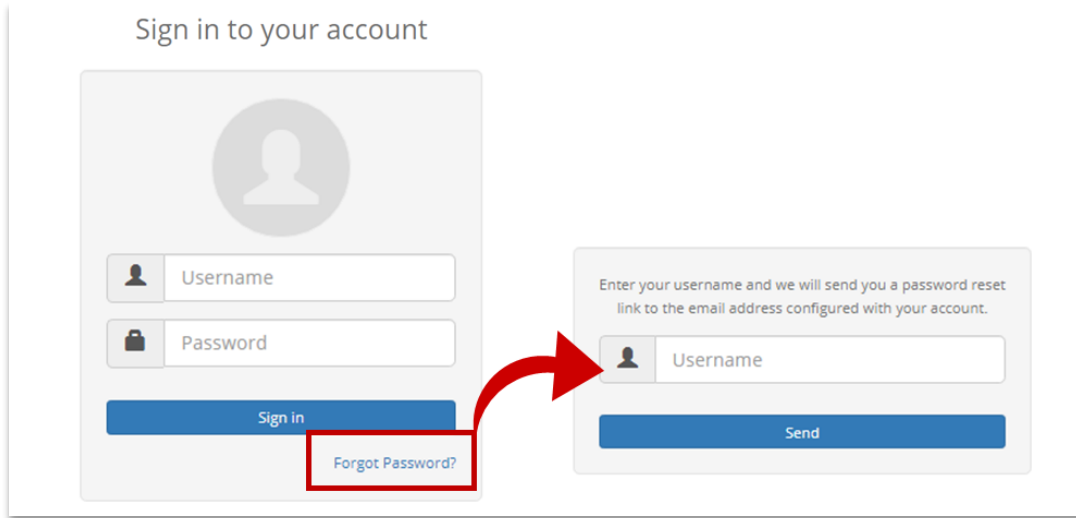 Sign in to your account
Username
Password
Sign in
Forgot Password?
Enter your username and we will send you a password reset
link to the email address configured with your account.
Username
Send